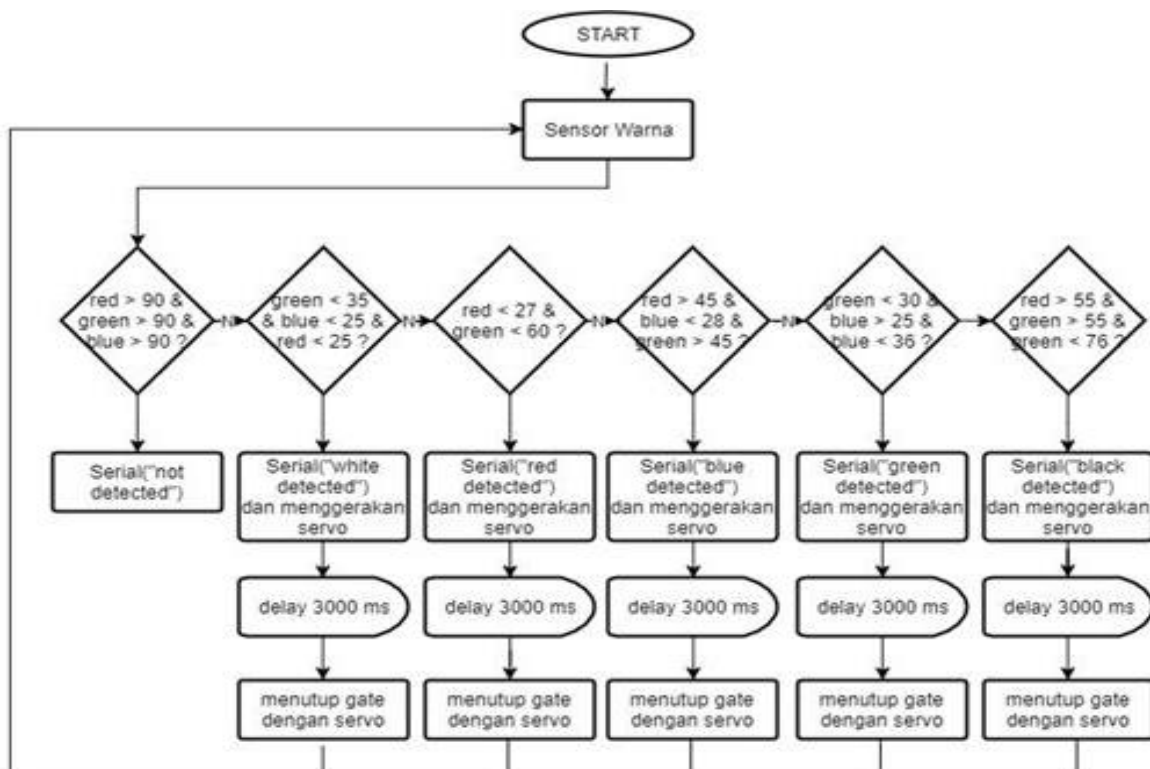 START
Sensor Warna
red > 90 &
green > 90 &
blue > 90 ?
N
green < 35
& blue < 25 &
red < 25 ?
N
red < 27 &
green < 60 ?
N
red > 45 &
blue < 28 &
green > 45 ?
N
green < 30 &
blue > 25 &
blue < 36 ?
red > 55 &
green > 55 &
green < 76 ?
Serial("not
detected")
Serial("white
detected")
dan menggerakan
servo
Serial("red
detected")
dan menggerakan
servo
Serial("blue
detected")
dan menggerakan
servo
Serial("green
detected")
dan menggerakan
servo
Serial("black
detected")
dan menggerakan
servo
delay 3000 ms
delay 3000 ms
delay 3000 ms
delay 3000 ms
delay 3000 ms
menutup gate
dengan servo
menutup gate
dengan servo
menutup gate
dengan servo
menutup gate
dengan servo
menutup gate
dengan servo